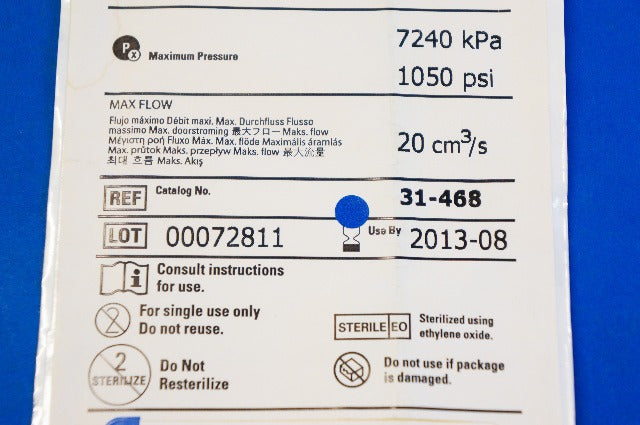 Px Maximum Pressure
7240 kPa
1050 psi
MAX FLOW
Flujo máximo Débit maxi. Max. Durchfluss Flusso
massimo Max. doorstroming 最大フロー Maks. flow
Μέγιστη ροή Fluxo Máx. Max. flöde Maximális áramlás
Max. průtok Maks. przepływ Maks. flow 最大流量
최대 흐름 Maks. Akış
20 cm³/s
REF Catalog No. 31-468
LOT 00072811 Use By 2013-08
i Consult instructions
for use.
2 For single use only
Do not reuse.
STERILE EO Sterilized using
ethylene oxide.
2
STERILIZE
Do Not
Resterilize
Do not use if package
is damaged.